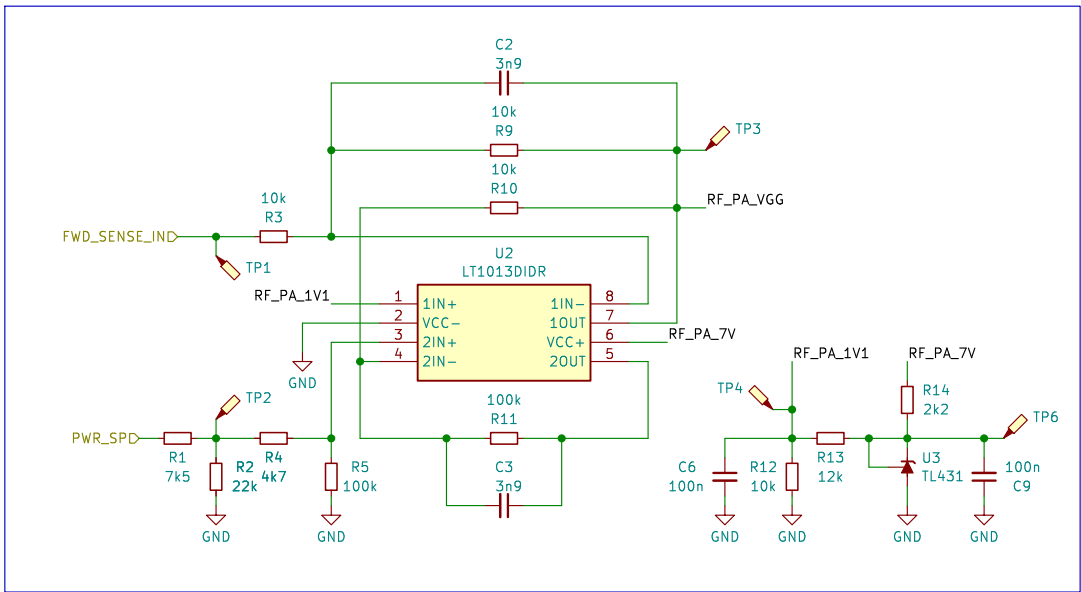 C2
3n9
10k
R9
TP3
10k
R10
RF_PA_VGG
10k
R3
FWD_SENSE_IN
TP1
U2
LT1013DIDR
RF_PA_1V1
1 1IN+ 1IN- 8
2 VCC- 1OUT 7
3 2IN+ VCC+ 6
4 2IN- 2OUT 5
RF_PA_7V
GND
RF_PA_1V1
RF_PA_7V
TP4
R14
2k2
TP2
100k
R11
TP6
PWR_SP
R1
7k5
R2
22k
R4
4k7
R5
100k
C3
3n9
C6
100n
R12
10k
R13
12k
U3
TL431
100n
C9
GND
GND
GND
GND
GND
GND